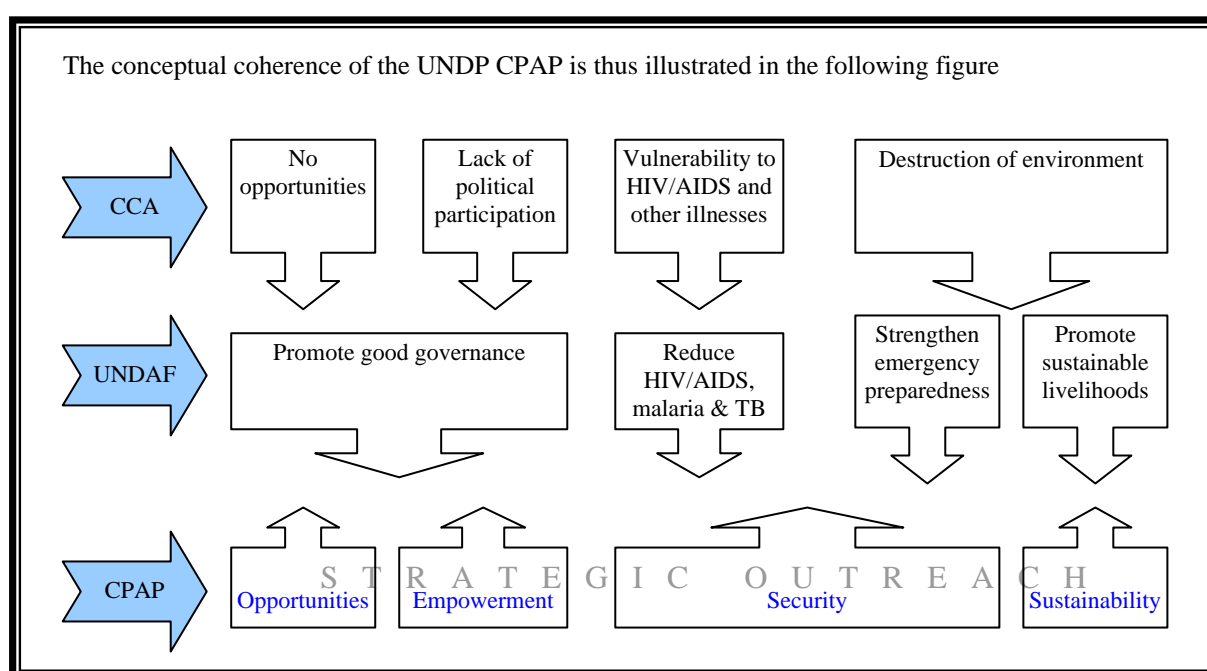 The conceptual coherence of the UNDP CPAP is thus illustrated in the following figure
CCA
No
opportunities
Lack of
political
participation
Vulnerability to
HIV/AIDS and
other illnesses
Destruction of environment
UNDAF
Promote good governance
Reduce
HIV/AIDS,
malaria & TB
Strengthen
emergency
preparedness
Promote
sustainable
livelihoods
CPAP
STRATEGIC OUTREACH
Opportunities
Empowerment
Security
Sustainability